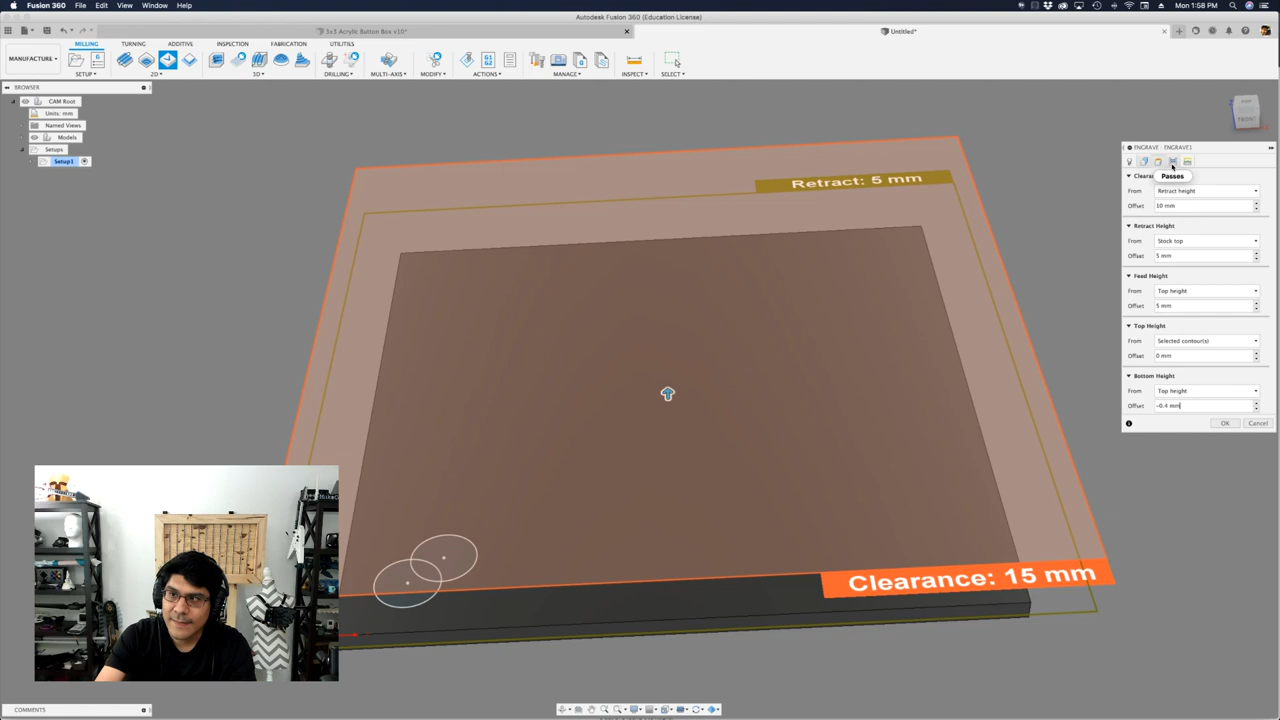 Fusion 360 File Edit View Window Help
Mon 1:58 PM
Autodesk Fusion 360 (Education License)
5x3 Acrylic Button Box v10*
Untitled*
MILLING TURNING ADDITIVE INSPECTION FABRICATION UTILITIES
MANUFACTURE
G1
G2
SETUP 2D 3D DRILLING MULTI-AXIS MODIFY ACTIONS MANAGE INSPECT SELECT
BROWSER
CAM Root
Units: mm
Named Views
Models
Setups
Setup1
TOP
FRONT
Retract: 5 mm
Clearance: 15 mm
ENGRAVE : ENGRAVE1
Passes
Clearan
From Retract height
Offset 10 mm
Retract Height
From Stock top
Offset 5 mm
Feed Height
From Top height
Offset 5 mm
Top Height
From Selected contour(s)
Offset 0 mm
Bottom Height
From Top height
Offset -0.4 mm
OK Cancel
COMMENTS